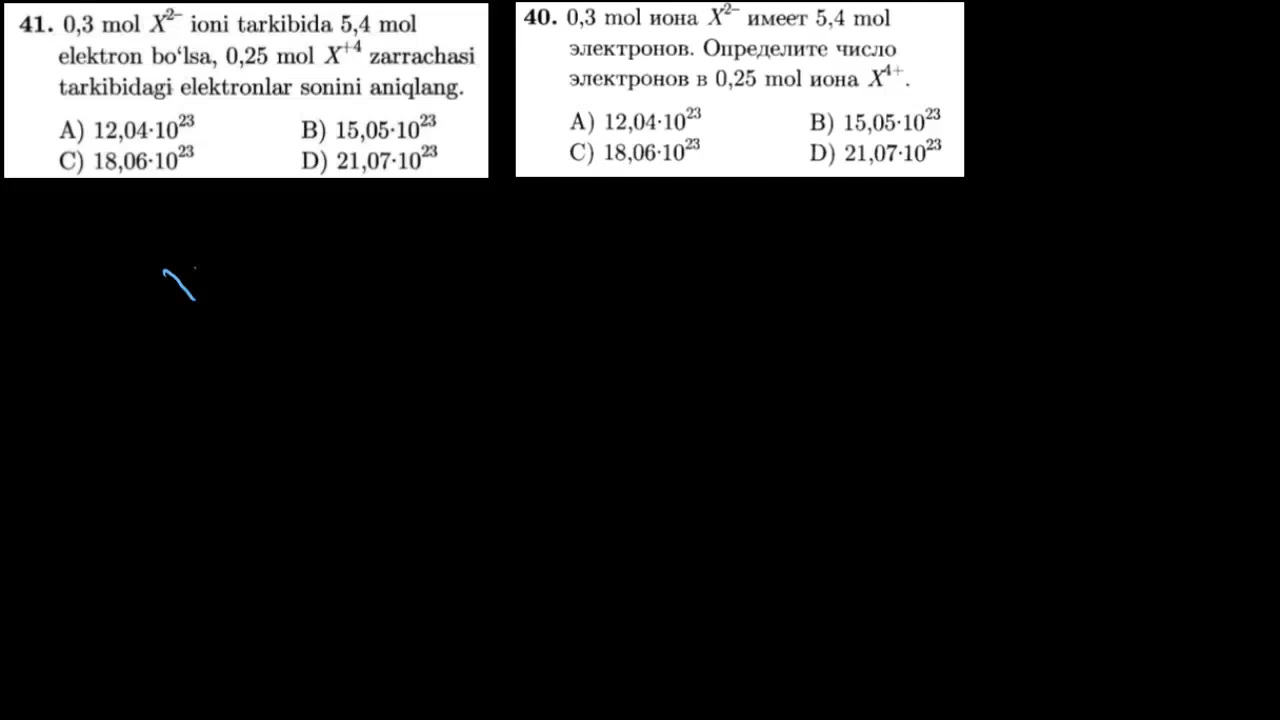 41. 0,3 mol X²⁻ ioni tarkibida 5,4 mol
elektron bo‘lsa, 0,25 mol X⁺⁴ zarrachasi
tarkibidagi elektronlar sonini aniqlang.
A) 12,04·10²³ B) 15,05·10²³
C) 18,06·10²³ D) 21,07·10²³
40. 0,3 mol иона X²⁻ имеет 5,4 mol
электронов. Определите число
электронов в 0,25 mol иона X⁴⁺.
A) 12,04·10²³ B) 15,05·10²³
C) 18,06·10²³ D) 21,07·10²³